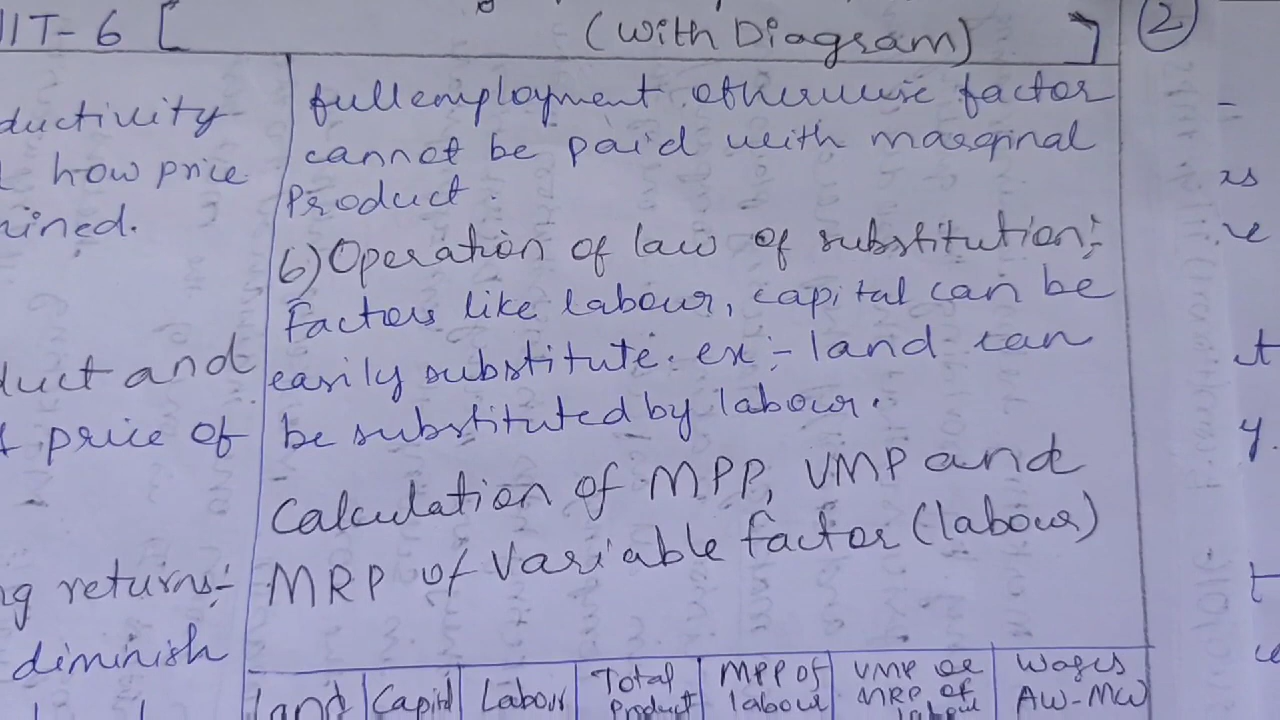 IT-6 [ (with Diagram) ] 2
ductivity
how price
ined.
duct and
price of
ng returns:-
diminish
full employment otherwise factor
cannot be paid with marginal
Product.
6) Operation of law of substitution:-
Factors like labour, capital can be
easily substitute. ex:- land can
be substituted by labour.
Calculation of MPP, VMP and
MRP of Variable factor (labour)
land Capital Labour Total Product MPP of labour VMP or MRP of labour Wages AW-MW